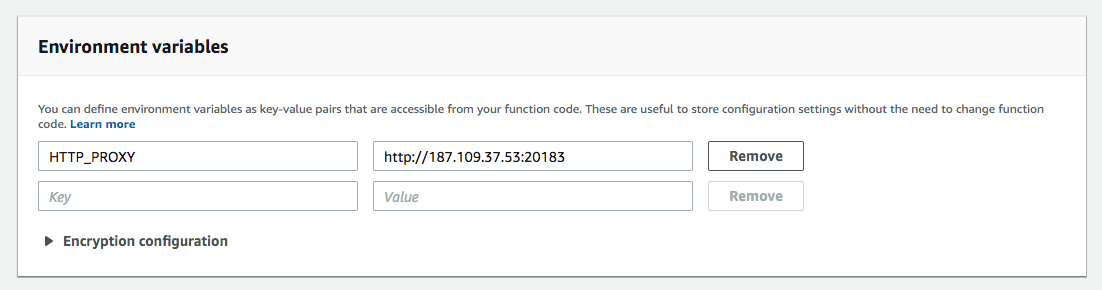 Environment variables
You can define environment variables as key-value pairs that are accessible from your function code. These are useful to store configuration settings without the need to change function
code. Learn more
HTTP_PROXY http://187.109.37.53:20183 Remove
Key Value Remove
Encryption configuration